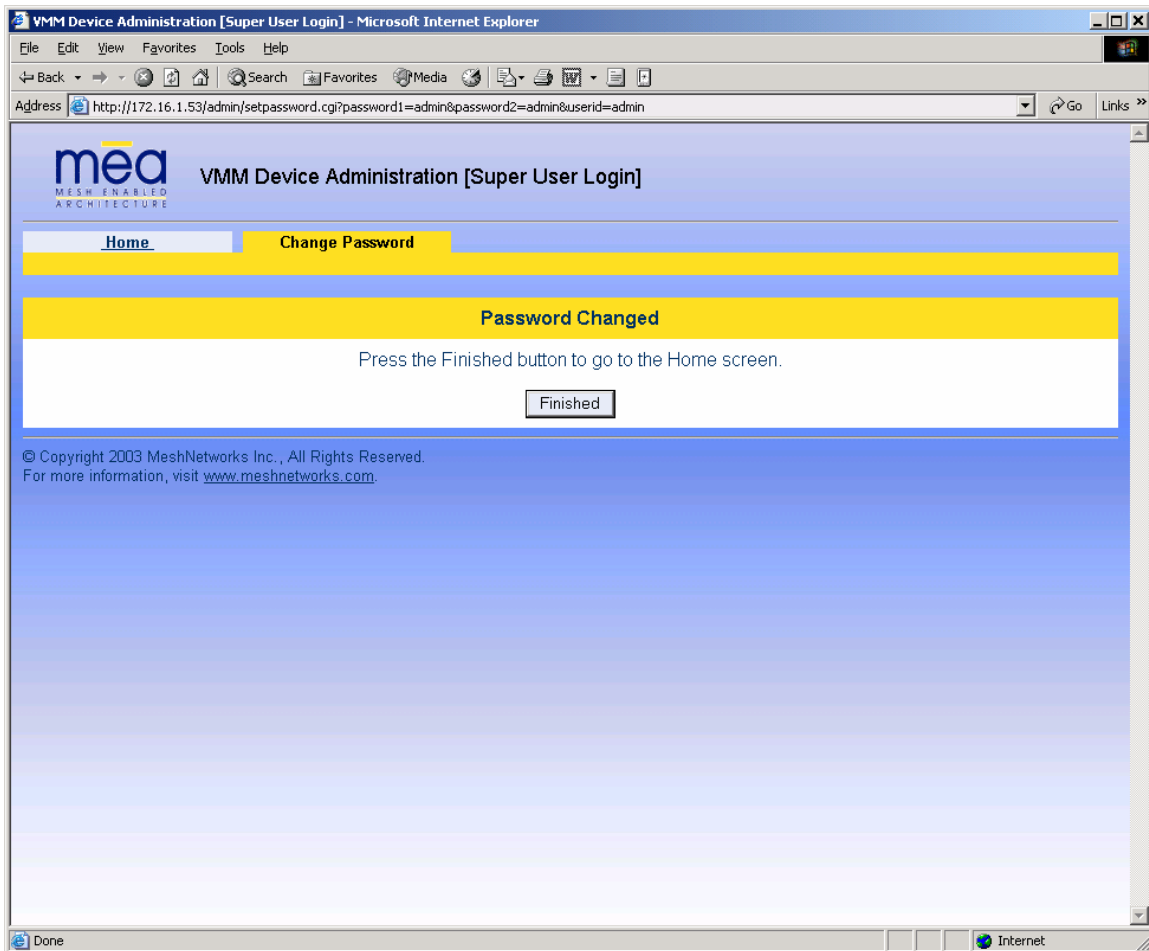 VMM Device Administration [Super User Login] - Microsoft Internet Explorer
File Edit View Favorites Tools Help
Back Search Favorites Media
Address http://172.16.1.53/admin/setpassword.cgi?password1=admin&password2=admin&userid=admin Go Links »
mea
MESH ENABLED
ARCHITECTURE
VMM Device Administration [Super User Login]
Home Change Password
Password Changed
Press the Finished button to go to the Home screen.
Finished
© Copyright 2003 MeshNetworks Inc., All Rights Reserved.
For more information, visit www.meshnetworks.com.
Done Internet